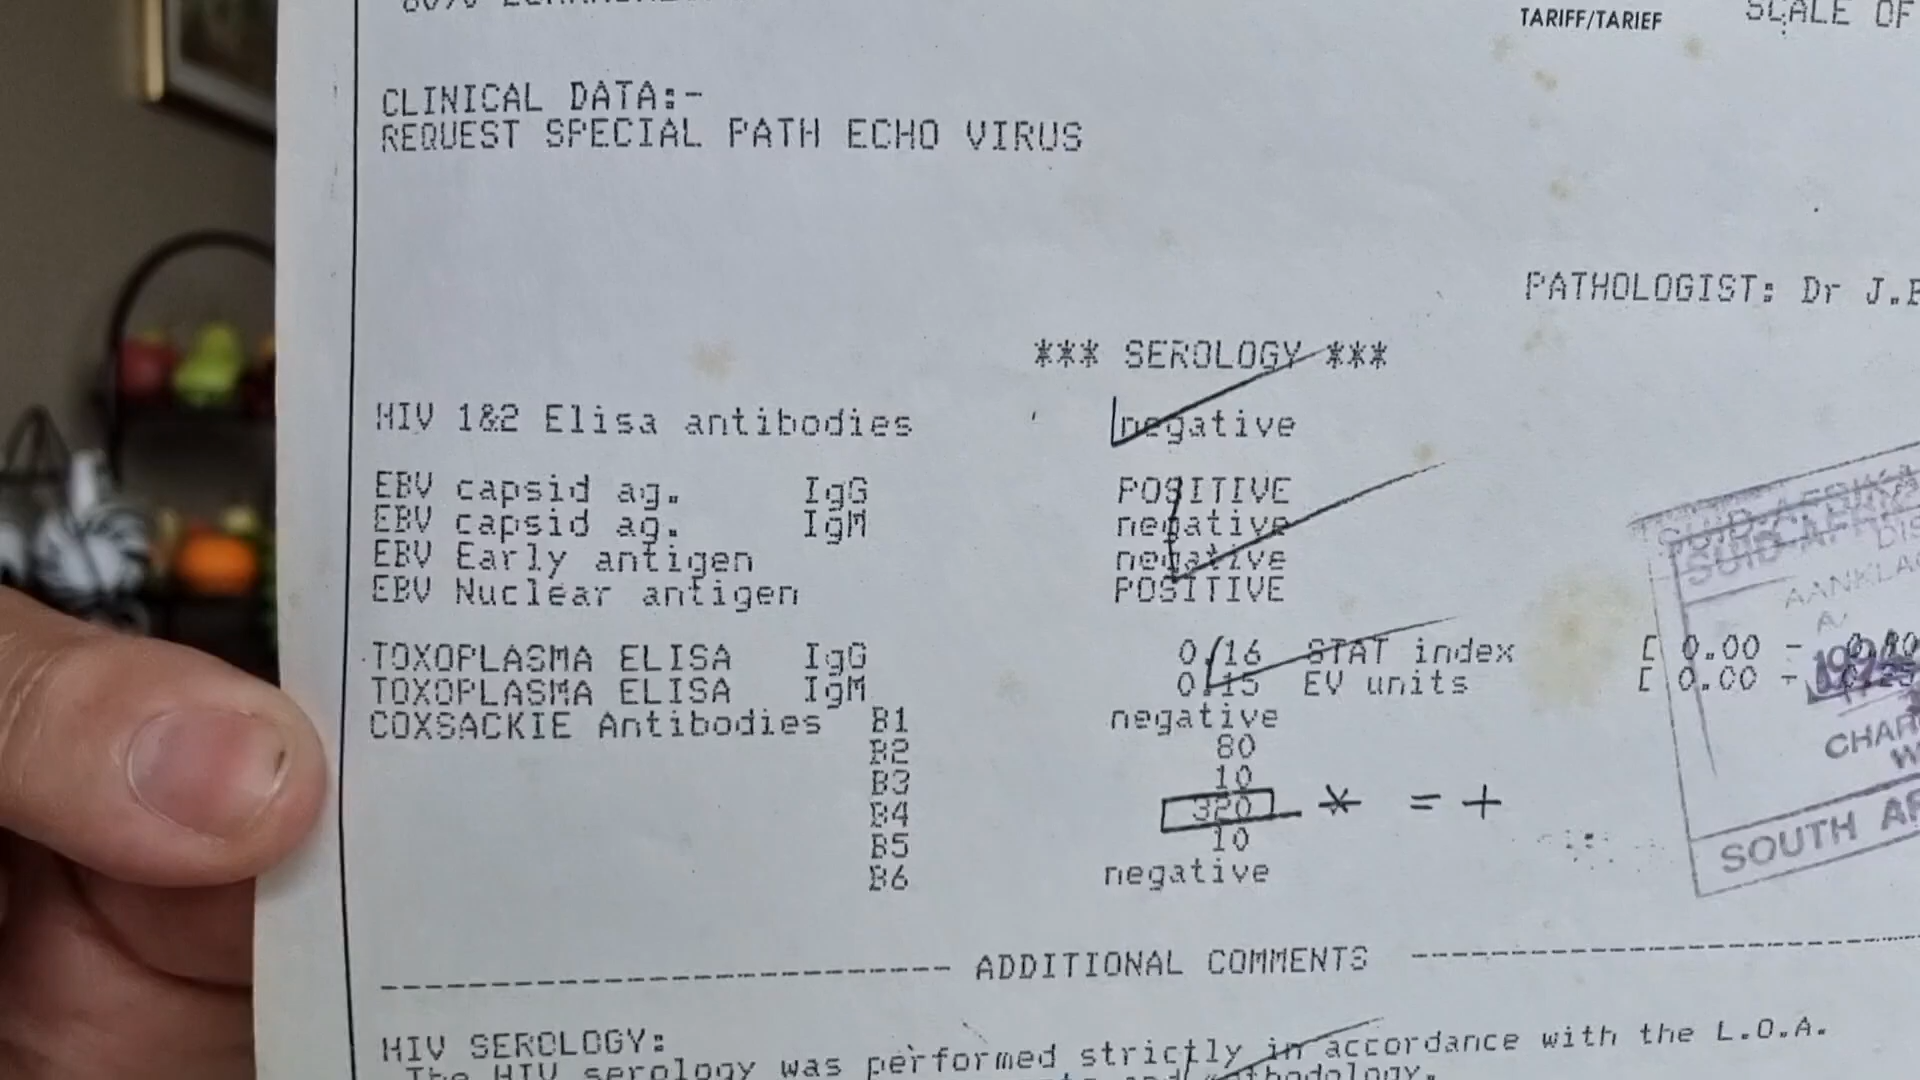 TARIFF/TARIEF SCALE OF
CLINICAL DATA:-
REQUEST SPECIAL PATH ECHO VIRUS
PATHOLOGIST: Dr J.
*** SEROLOGY ***
HIV 1&2 Elisa antibodies negative
EBV capsid ag. IgG POSITIVE
EBV capsid ag. IgM negative
EBV Early antigen negative
EBV Nuclear antigen POSITIVE
TOXOPLASMA ELISA IgG 0.16 STAT index [ 0.00 -
TOXOPLASMA ELISA IgM 0.15 EV units [ 0.00 -
COXSACKIE Antibodies B1 negative
B2 80
B3 10
B4 320 * = +
B5 10
B6 negative
SOUTH
---------- ADDITIONAL COMMENTS ----------
HIV SEROLOGY:
The HIV serology was performed strictly in accordance with the L.O.A.